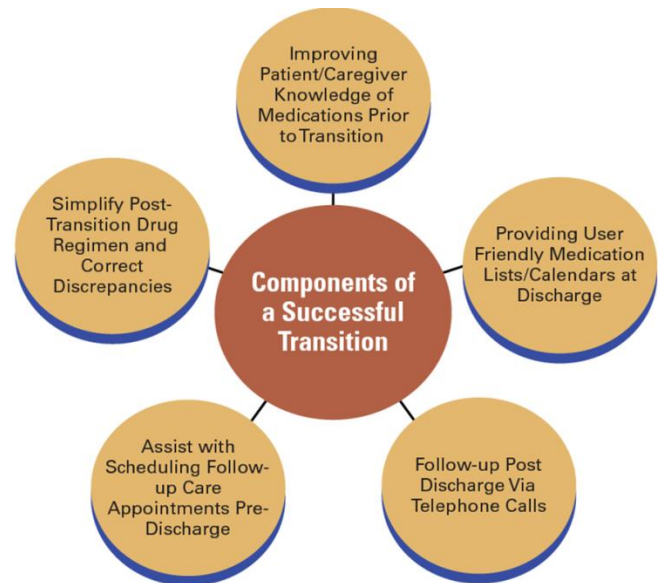 Improving
Patient/Caregiver
Knowledge of
Medications Prior
to Transition
Simplify Post-
Transition Drug
Regimen and
Correct
Discrepancies
Providing User
Friendly Medication
Lists/Calendars at
Discharge
Components of
a Successful
Transition
Assist with
Scheduling Follow-
up Care
Appointments Pre-
Discharge
Follow-up Post
Discharge Via
Telephone Calls